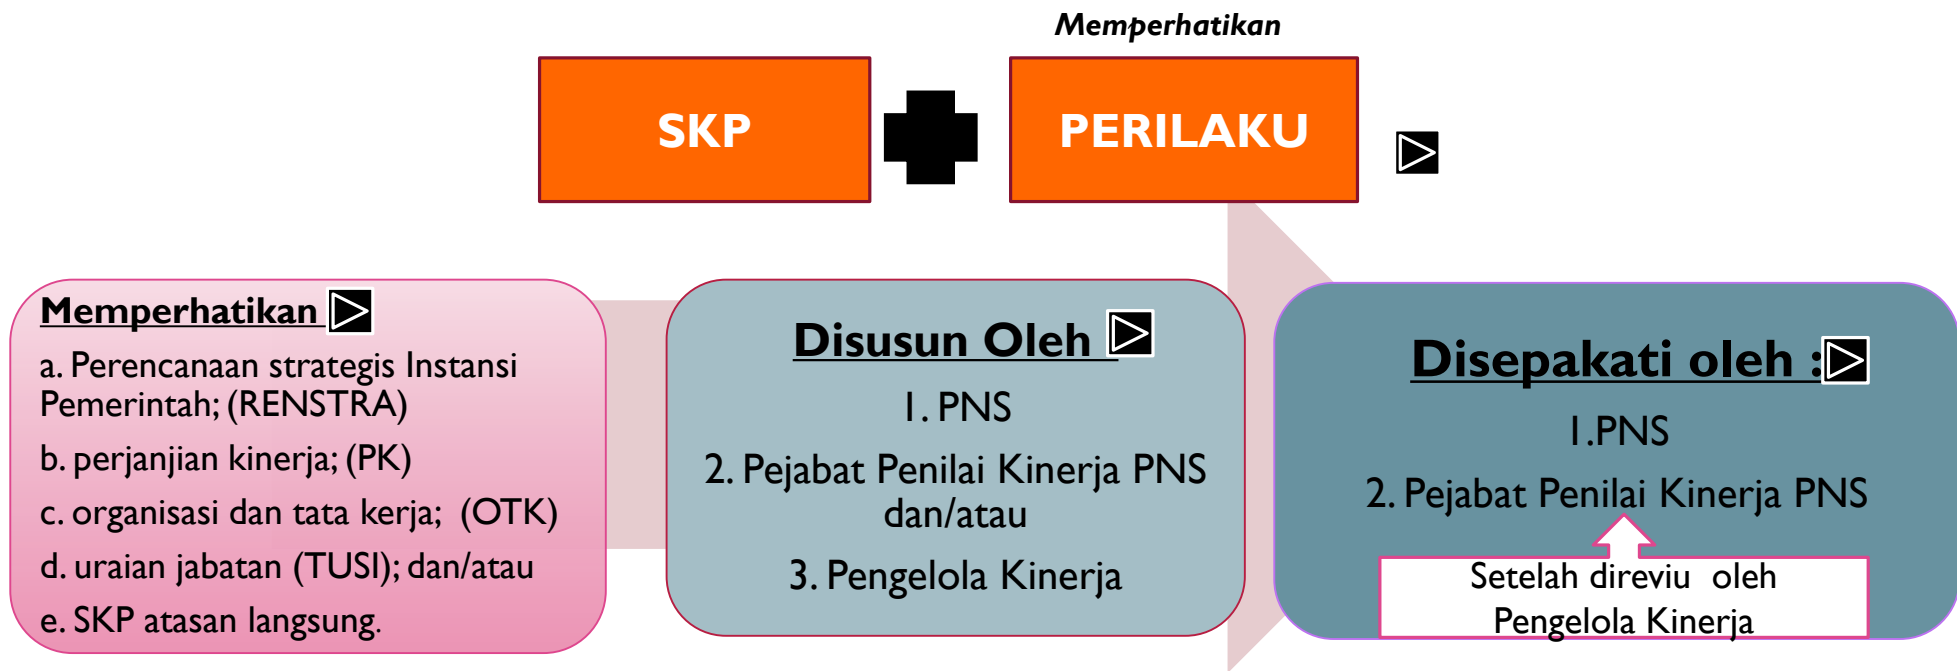 Memperhatikan
SKP
PERILAKU
Memperhatikan
a. Perencanaan strategis Instansi
Pemerintah; (RENSTRA)
b. perjanjian kinerja; (PK)
c. organisasi dan tata kerja; (OTK)
d. uraian jabatan (TUSI); dan/atau
e. SKP atasan langsung.
Disusun Oleh
1. PNS
2. Pejabat Penilai Kinerja PNS
dan/atau
3. Pengelola Kinerja
Disepakati oleh :
1.PNS
2. Pejabat Penilai Kinerja PNS
Setelah direviu oleh
Pengelola Kinerja